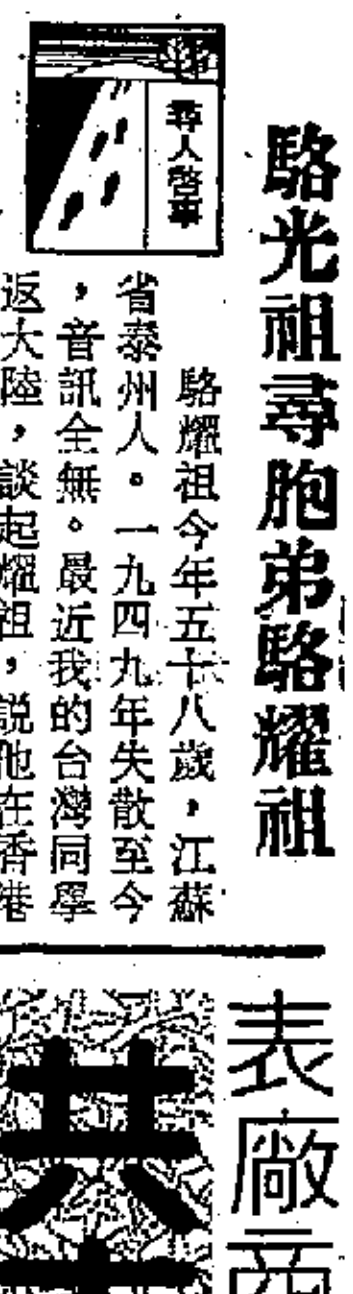 駱光祖尋胞弟駱耀祖
尋人啓事
駱耀祖今年五十八歲，江蘇
省泰州人。一九四九年失散至今
，音訊全無。最近我的台灣同學
返大陸，談起耀祖，說他在香港
表廠商
共